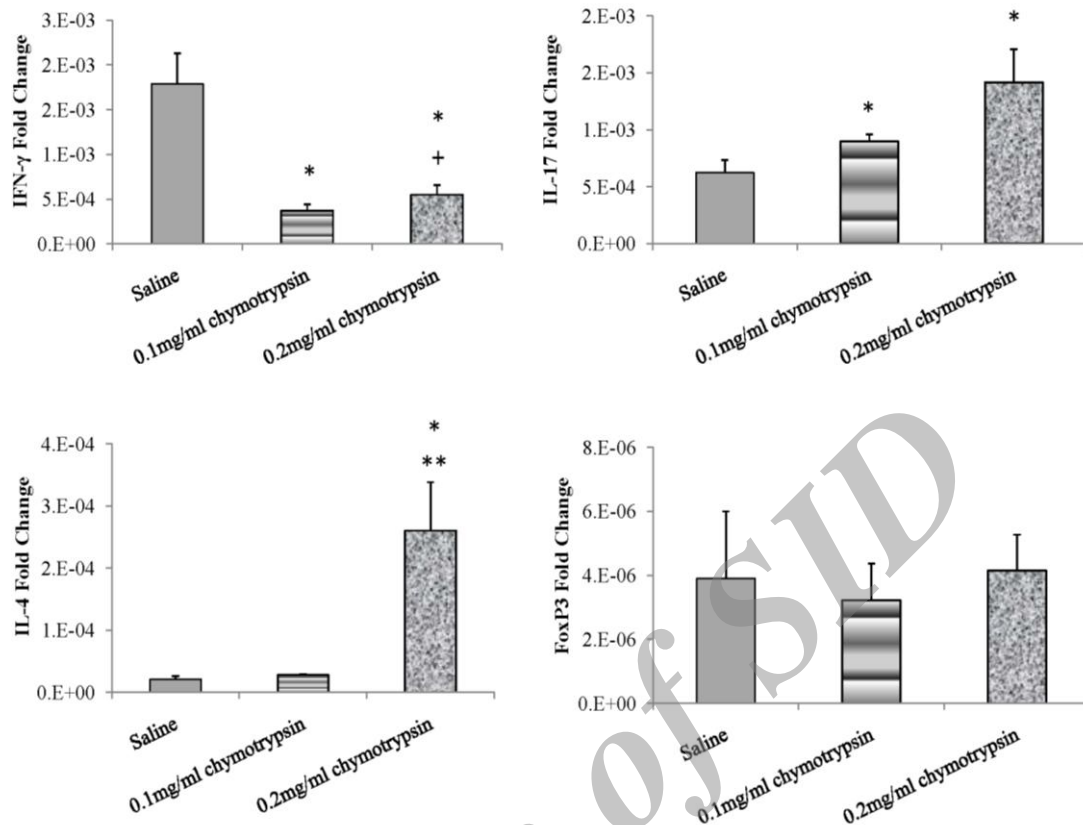 IFN-γ Fold Change
3.E-03
2.E-03
2.E-03
1.E-03
5.E-04
0.E+00
*
*
+
Saline
0.1mg/ml chymotrypsin
0.2mg/ml chymotrypsin
IL-17 Fold Change
2.E-03
2.E-03
1.E-03
5.E-04
0.E+00
*
*
Saline
0.1mg/ml chymotrypsin
0.2mg/ml chymotrypsin
IL-4 Fold Change
4.E-04
3.E-04
2.E-04
1.E-04
0.E+00
*
**
Saline
0.1mg/ml chymotrypsin
0.2mg/ml chymotrypsin
FoxP3 Fold Change
8.E-06
6.E-06
4.E-06
2.E-06
0.E+00
Saline
0.1mg/ml chymotrypsin
0.2mg/ml chymotrypsin
of SID